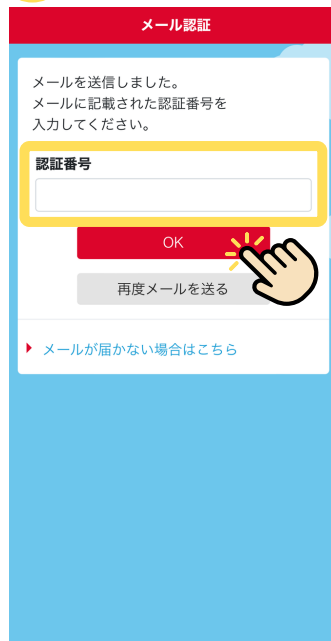 メール認証
メールを送信しました。
メールに記載された認証番号を
入力してください。
認証番号
OK
再度メールを送る
メールが届かない場合はこちら